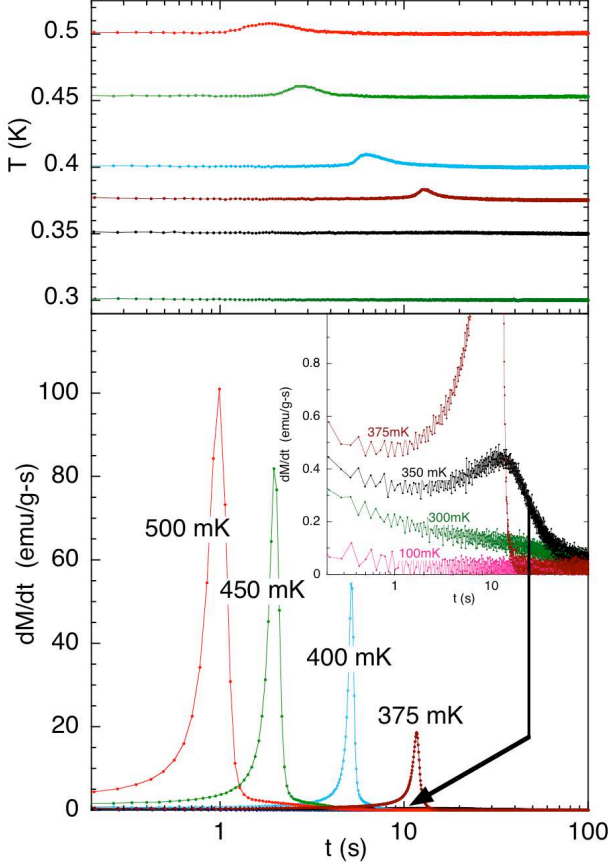 0.5
0.45
0.4
0.35
0.3
T (K)
100
80
60
40
20
0
dM/dt (emu/g-s)
500 mK
450 mK
400 mK
375 mK
1
10
100
t (s)
0.8
0.6
0.4
0.2
0
dM/dt (emu/g-s)
375mK
350 mK
300mK
100mK
1
10
t (s)